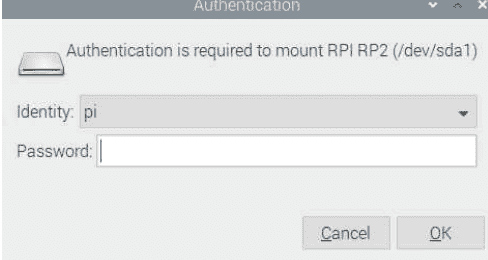 Authentication
Authentication is required to mount RPI RP2 (/dev/sda1)
Identity: pi
Password:
Cancel OK